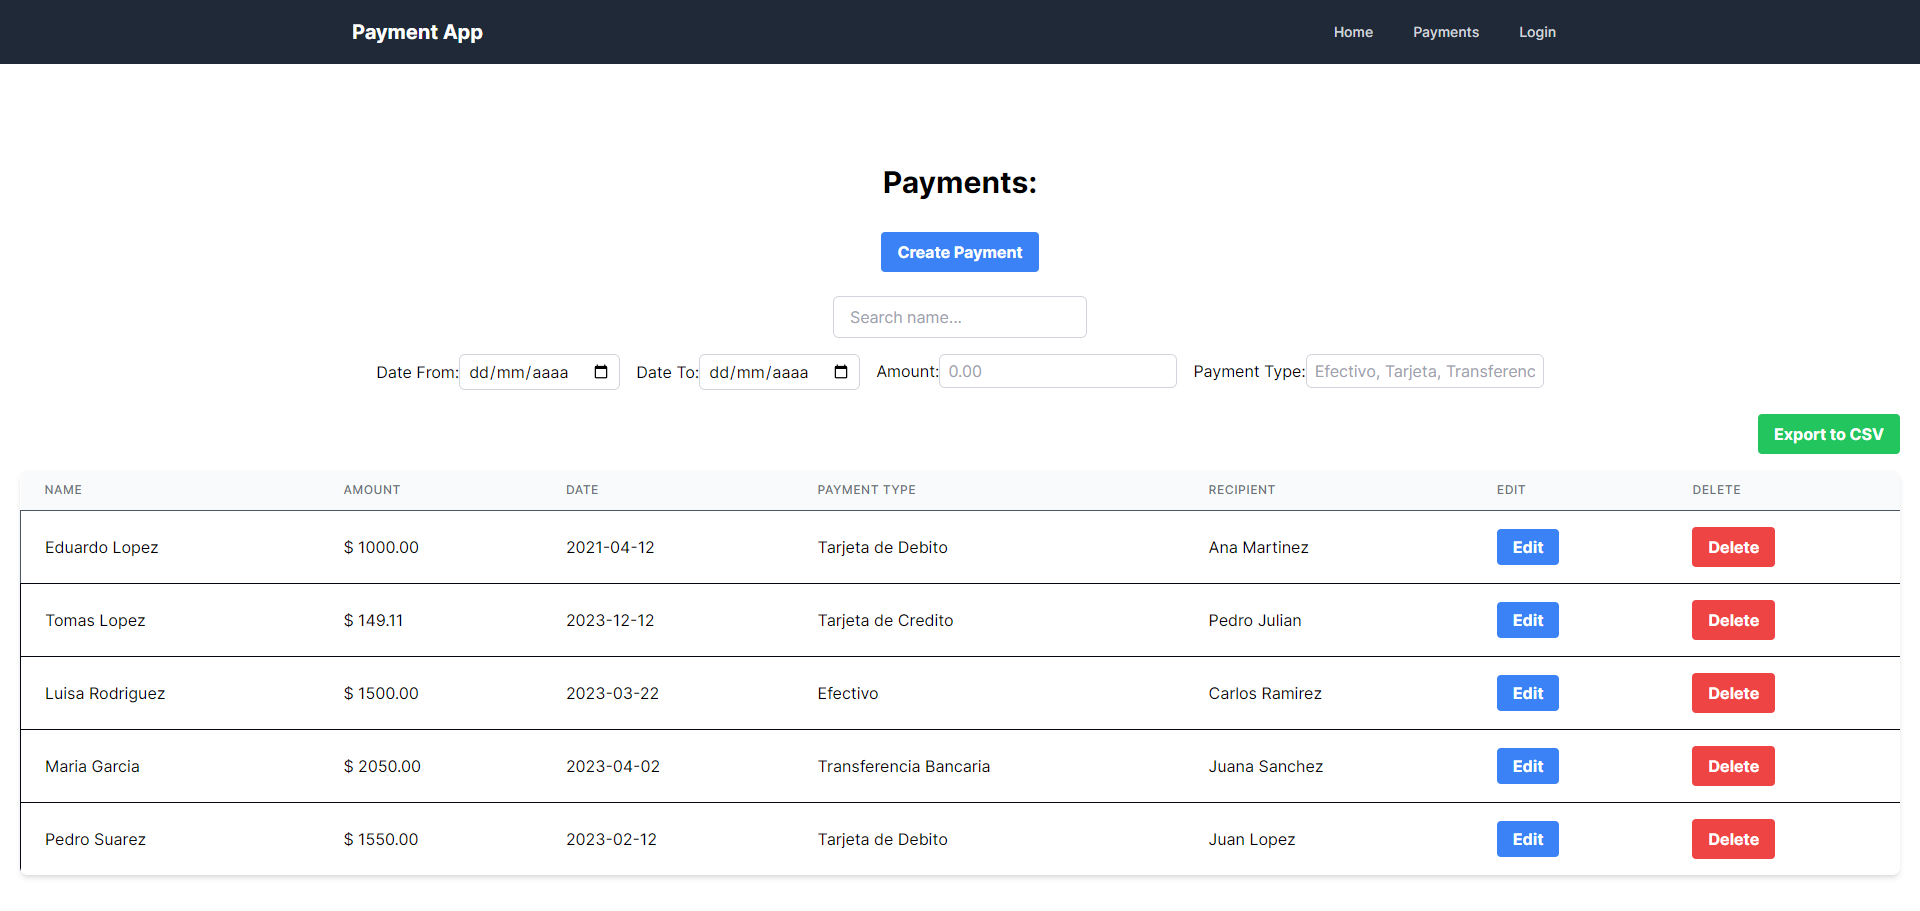 Payment App Home Payments Login
Payments:
Create Payment
Search name...
Date From: dd/mm/aaaa Date To: dd/mm/aaaa Amount: 0.00 Payment Type: Efectivo, Tarjeta, Transferenc
Export to CSV
NAME AMOUNT DATE PAYMENT TYPE RECIPIENT EDIT DELETE
Eduardo Lopez $ 1000.00 2021-04-12 Tarjeta de Debito Ana Martinez Edit Delete
Tomas Lopez $ 149.11 2023-12-12 Tarjeta de Credito Pedro Julian Edit Delete
Luisa Rodriguez $ 1500.00 2023-03-22 Efectivo Carlos Ramirez Edit Delete
Maria Garcia $ 2050.00 2023-04-02 Transferencia Bancaria Juana Sanchez Edit Delete
Pedro Suarez $ 1550.00 2023-02-12 Tarjeta de Debito Juan Lopez Edit Delete